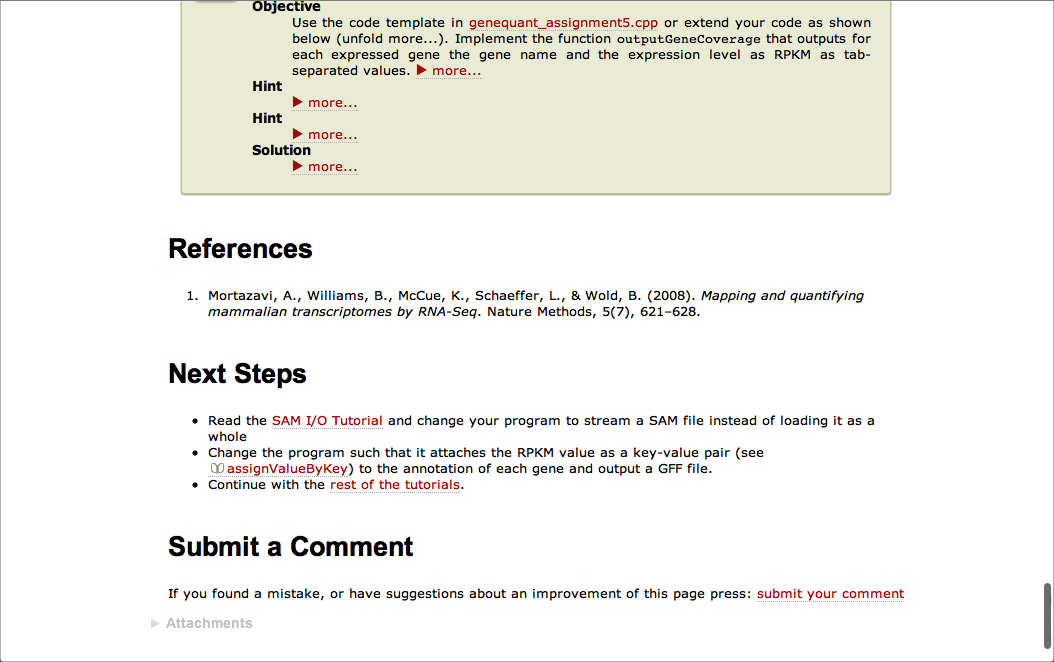 Objective
Use the code template in genequant_assignment5.cpp or extend your code as shown
below (unfold more...). Implement the function outputGeneCoverage that outputs for
each expressed gene the gene name and the expression level as RPKM as tab-
separated values. ▶ more...
Hint
▶ more...
Hint
▶ more...
Solution
▶ more...
References
1. Mortazavi, A., Williams, B., McCue, K., Schaeffer, L., & Wold, B. (2008). Mapping and quantifying
mammalian transcriptomes by RNA-Seq. Nature Methods, 5(7), 621–628.
Next Steps
• Read the SAM I/O Tutorial and change your program to stream a SAM file instead of loading it as a
whole
• Change the program such that it attaches the RPKM value as a key-value pair (see
assignValueByKey) to the annotation of each gene and output a GFF file.
• Continue with the rest of the tutorials.
Submit a Comment
If you found a mistake, or have suggestions about an improvement of this page press: submit your comment
▶ Attachments